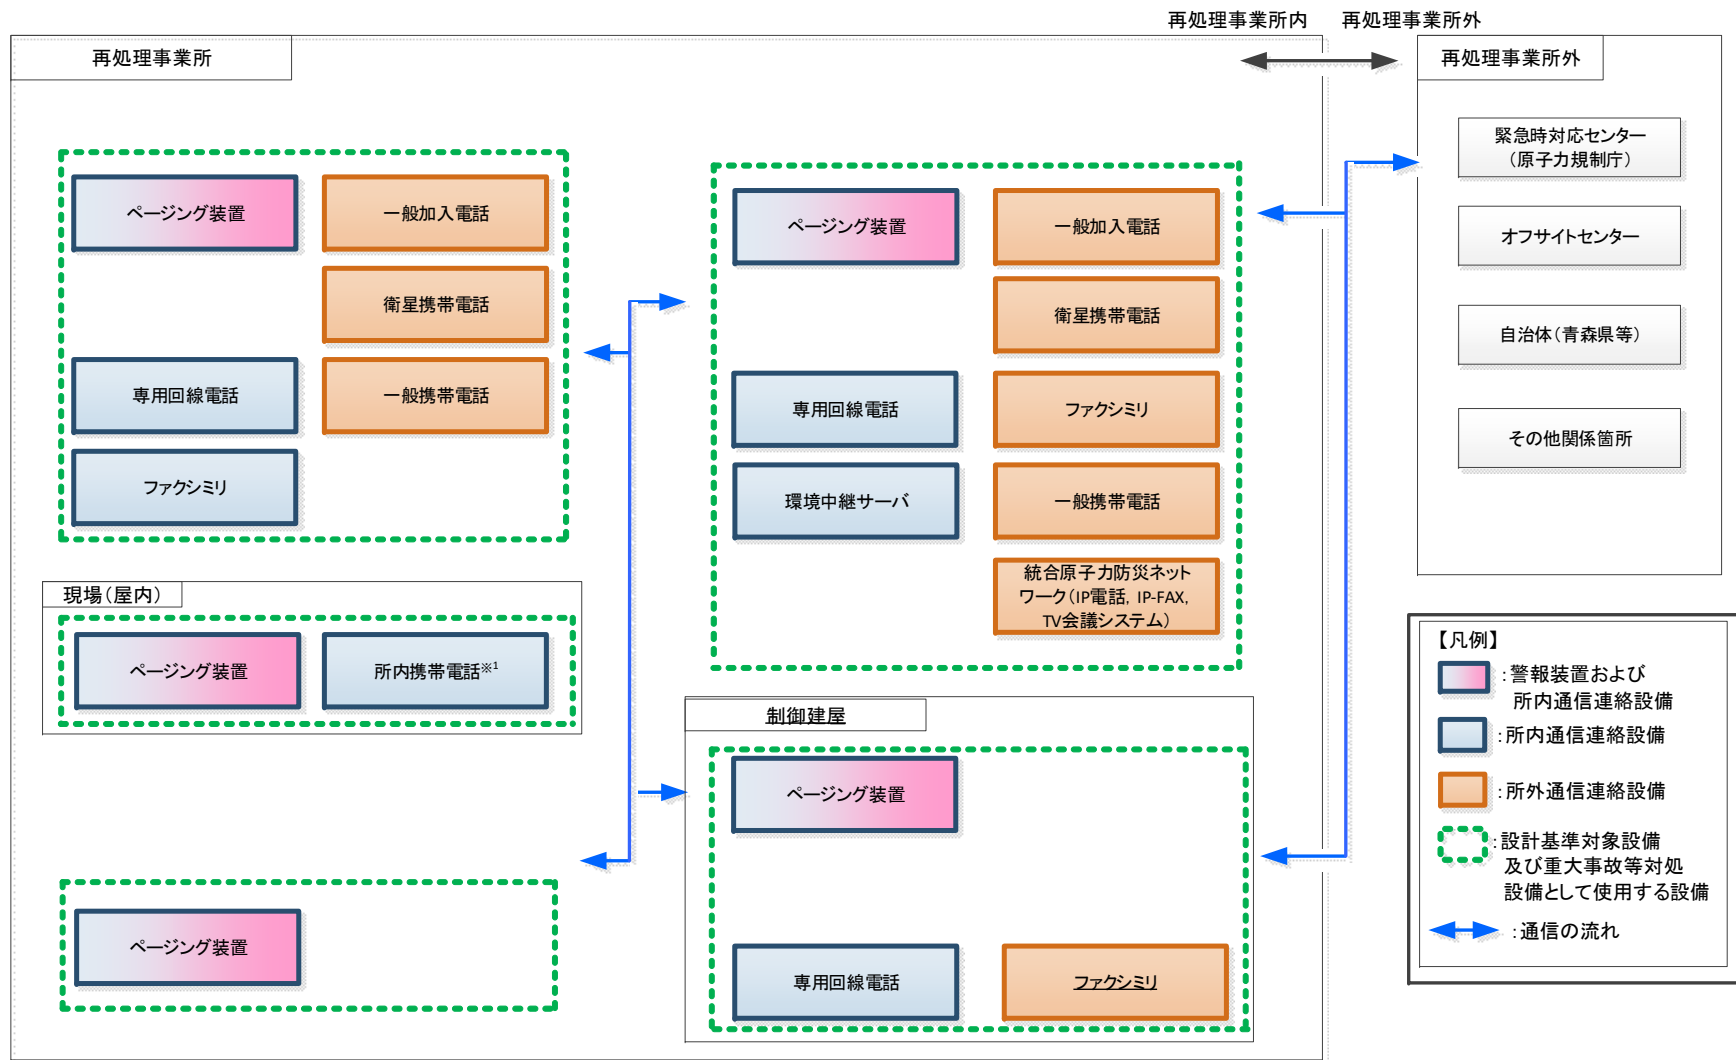 再処理事業所内
再処理事業所外
再処理事業所
ページング装置
一般加入電話
衛星携帯電話
専用回線電話
一般携帯電話
ファクシミリ
現場(屋内)
ページング装置
所内携帯電話※1
ページング装置
ページング装置
一般加入電話
衛星携帯電話
専用回線電話
ファクシミリ
環境中継サーバ
一般携帯電話
統合原子力防災ネット
ワーク(IP電話, IP-FAX,
TV会議システム)
制御建屋
ページング装置
専用回線電話
ファクシミリ
再処理事業所外
緊急時対応センター
(原子力規制庁)
オフサイトセンター
自治体(青森県等)
その他関係箇所
【凡例】
:警報装置および
所内通信連絡設備
:所内通信連絡設備
:所外通信連絡設備
:設計基準対象設備
及び重大事故等対処
設備として使用する設備
:通信の流れ